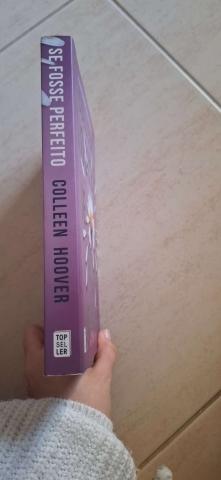 SE FOSSE PERFEITO
COLLEEN HOOVER
TOP
SEL
LER